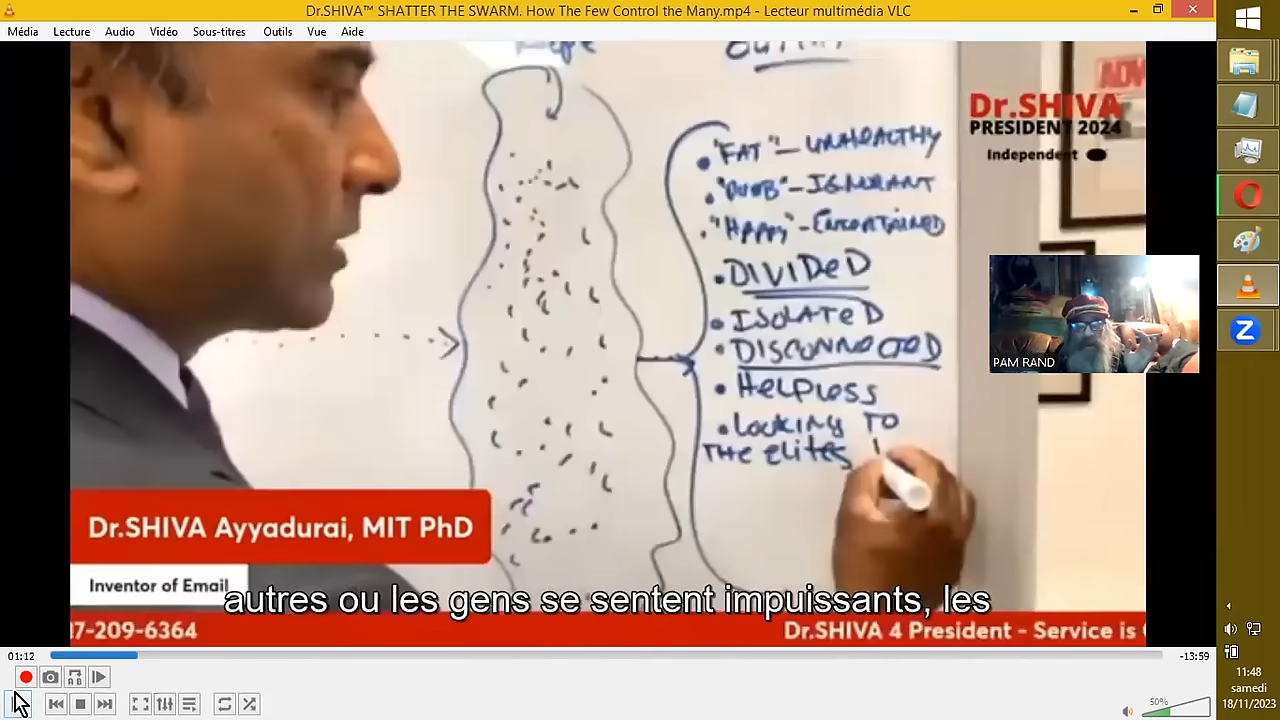 Dr.SHIVA™ SHATTER THE SWARM. How The Few Control the Many.mp4 - Lecteur multimédia VLC
Média Lecture Audio Vidéo Sous-titres Outils Vue Aide
Dr.SHIVA
PRESIDENT 2024
Independent
• "FAT" - UNHEALTHY
• "DUMB" - IGNORANT
• "HAPPY" - ENTERTAINED
• DIVIDED
• ISOLATED
• DISCONNECTED
• HELPLESS
• LOOKING TO
THE ELITES
PAM RAND
Dr.SHIVA Ayyadurai, MIT PhD
Inventor of Email
autres ou les gens se sentent impuissants, les
7-209-6364
Dr.SHIVA 4 President - Service is
01:12
-13:59
50%
11:48
samedi
18/11/2023